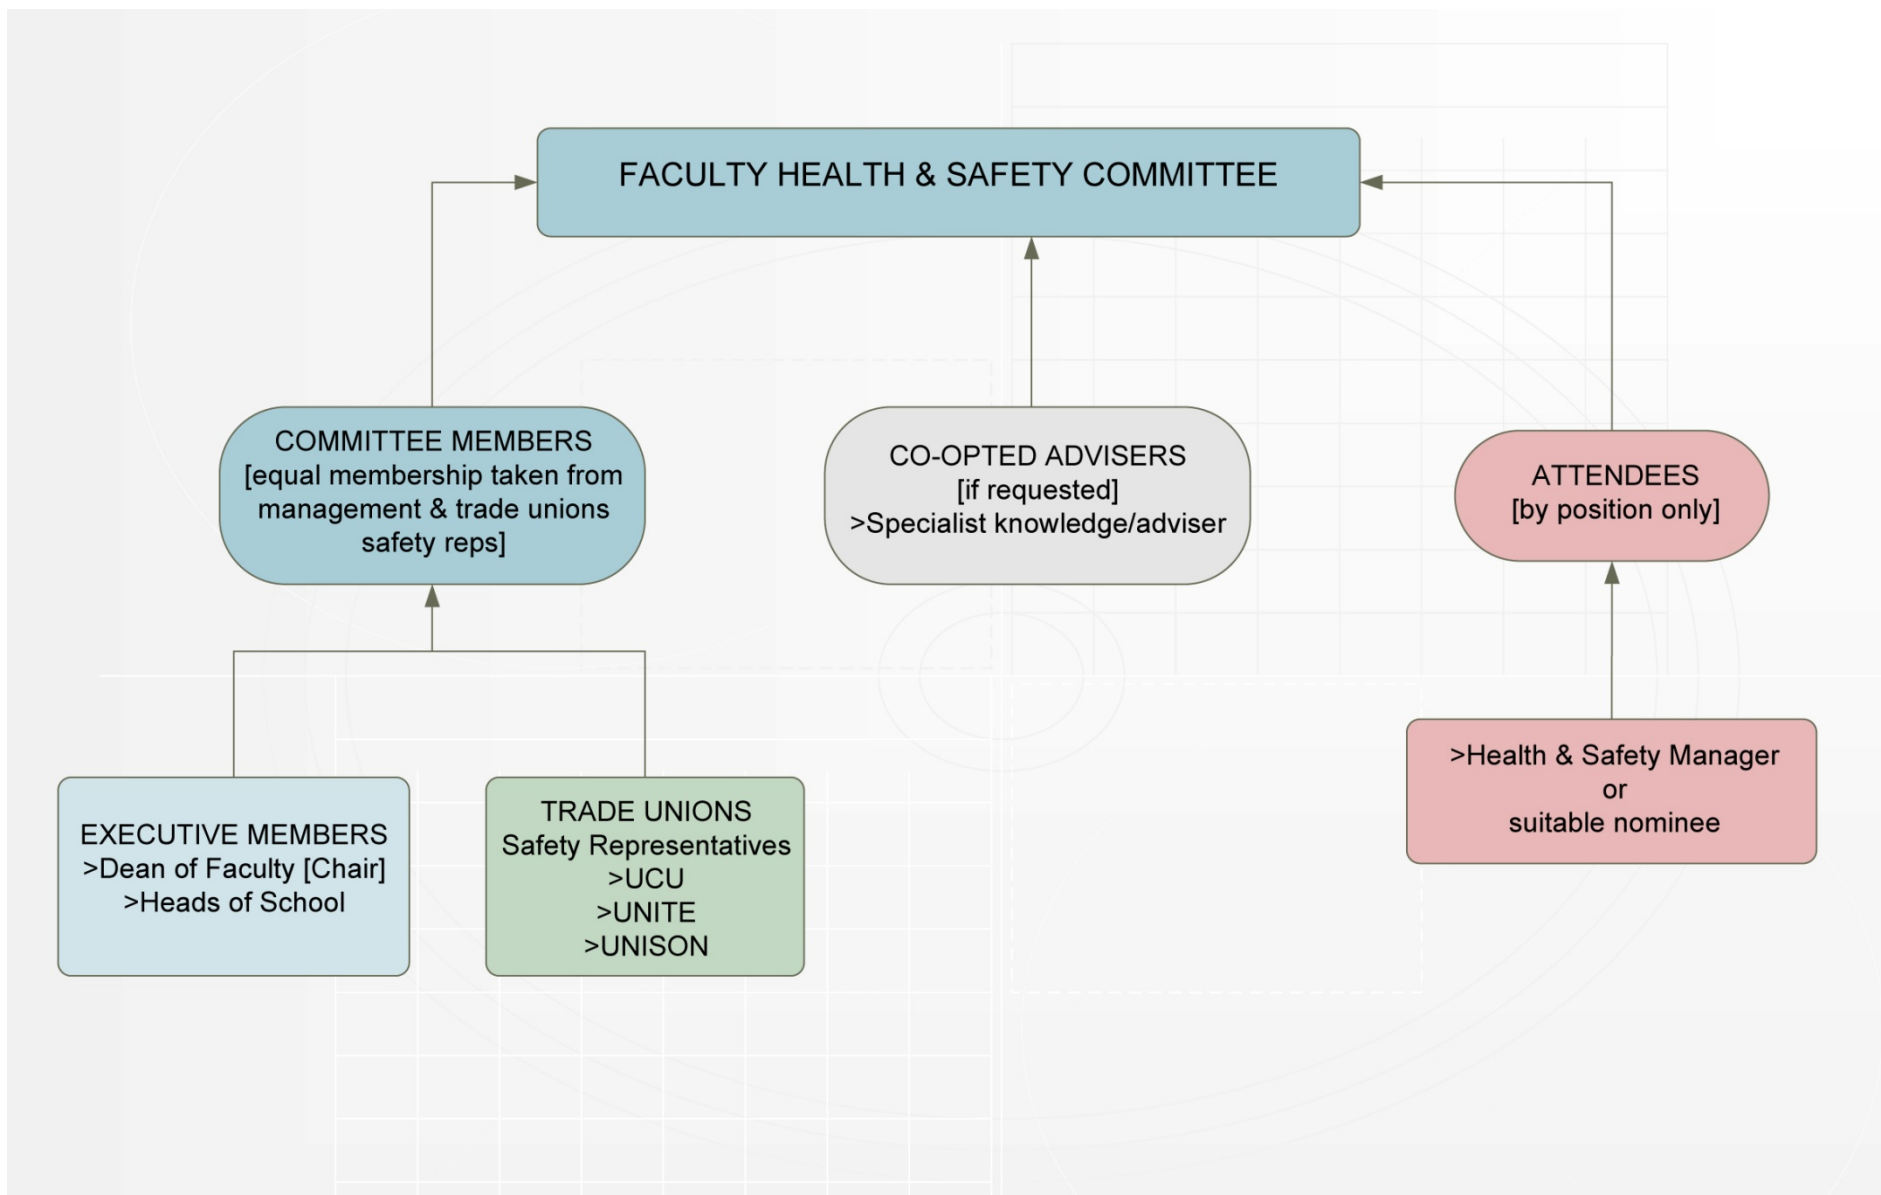 FACULTY HEALTH & SAFETY COMMITTEE
COMMITTEE MEMBERS
[equal membership taken from
management & trade unions
safety reps]
CO-OPTED ADVISERS
[if requested]
>Specialist knowledge/adviser
ATTENDEES
[by position only]
EXECUTIVE MEMBERS
>Dean of Faculty [Chair]
>Heads of School
TRADE UNIONS
Safety Representatives
>UCU
>UNITE
>UNISON
>Health & Safety Manager
or
suitable nominee